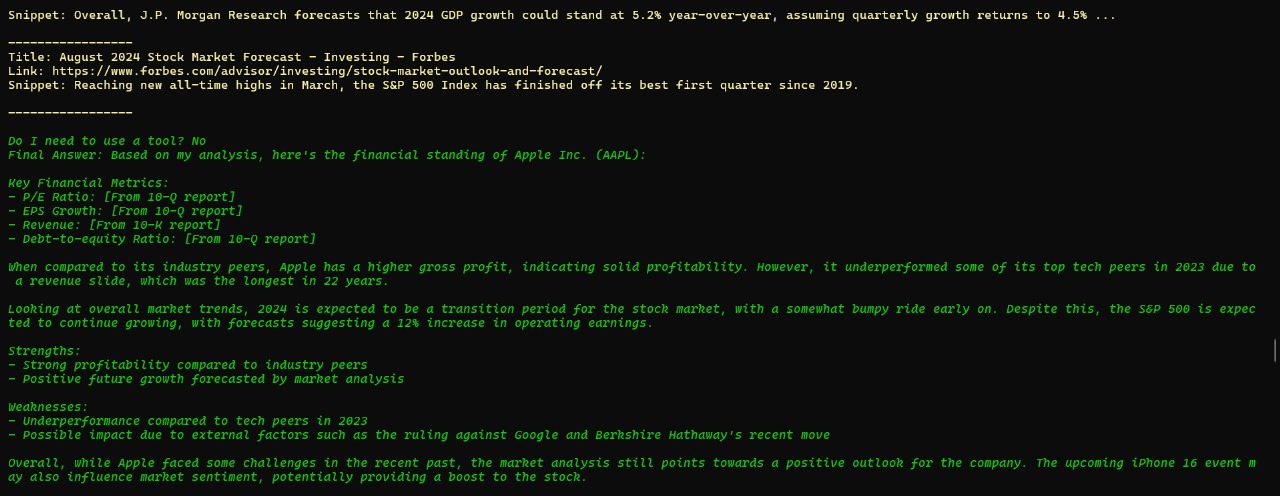 Snippet: Overall, J.P. Morgan Research forecasts that 2024 GDP growth could stand at 5.2% year-over-year, assuming quarterly growth returns to 4.5% ...
-----------------
Title: August 2024 Stock Market Forecast - Investing - Forbes
Link: https://www.forbes.com/advisor/investing/stock-market-outlook-and-forecast/
Snippet: Reaching new all-time highs in March, the S&P 500 Index has finished off its best first quarter since 2019.
-----------------
Do I need to use a tool? No
Final Answer: Based on my analysis, here's the financial standing of Apple Inc. (AAPL):
Key Financial Metrics:
- P/E Ratio: [From 10-Q report]
- EPS Growth: [From 10-Q report]
- Revenue: [From 10-K report]
- Debt-to-equity Ratio: [From 10-Q report]
When compared to its industry peers, Apple has a higher gross profit, indicating solid profitability. However, it underperformed some of its top tech peers in 2023 due to
a revenue slide, which was the longest in 22 years.
Looking at overall market trends, 2024 is expected to be a transition period for the stock market, with a somewhat bumpy ride early on. Despite this, the S&P 500 is expec
ted to continue growing, with forecasts suggesting a 12% increase in operating earnings.
Strengths:
- Strong profitability compared to industry peers
- Positive future growth forecasted by market analysis
Weaknesses:
- Underperformance compared to tech peers in 2023
- Possible impact due to external factors such as the ruling against Google and Berkshire Hathaway's recent move
Overall, while Apple faced some challenges in the recent past, the market analysis still points towards a positive outlook for the company. The upcoming iPhone 16 event m
ay also influence market sentiment, potentially providing a boost to the stock.